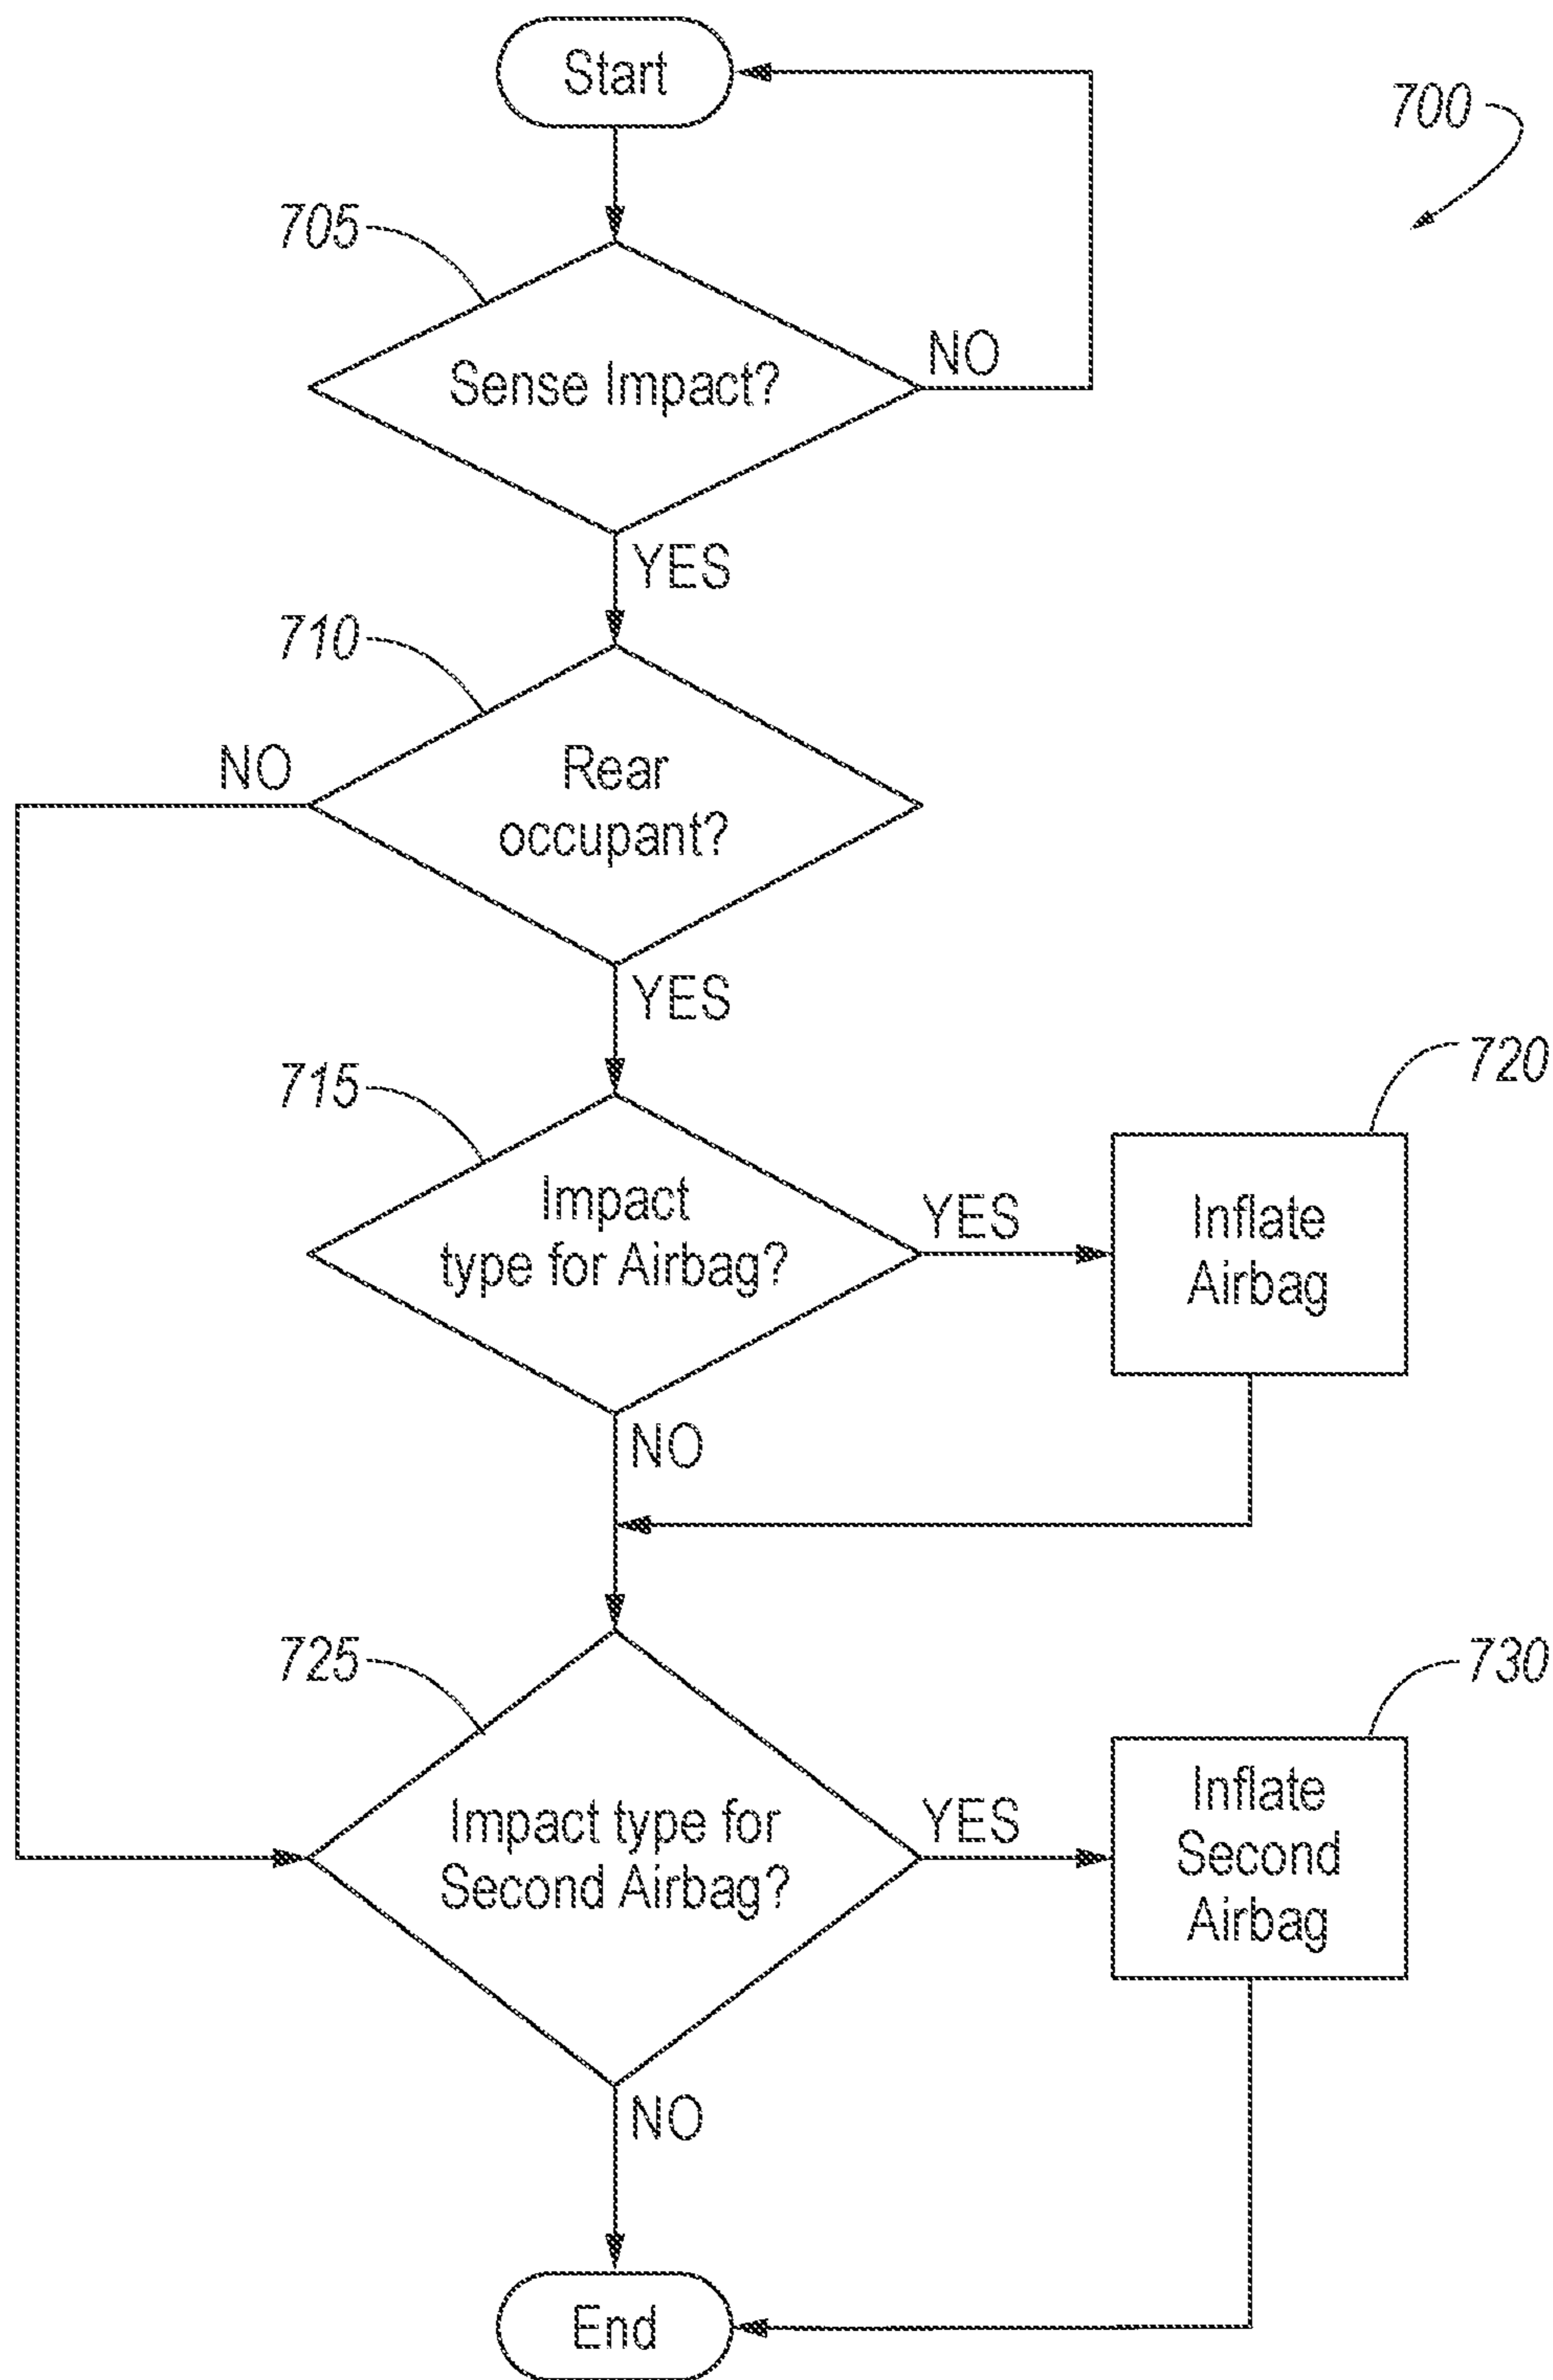 Start
700
705
Sense Impact?
NO
YES
710
NO
Rear
occupant?
YES
715
720
Impact
type for Airbag?
YES
Inflate
Airbag
NO
725
730
Impact type for
Second Airbag?
YES
Inflate
Second
Airbag
NO
End